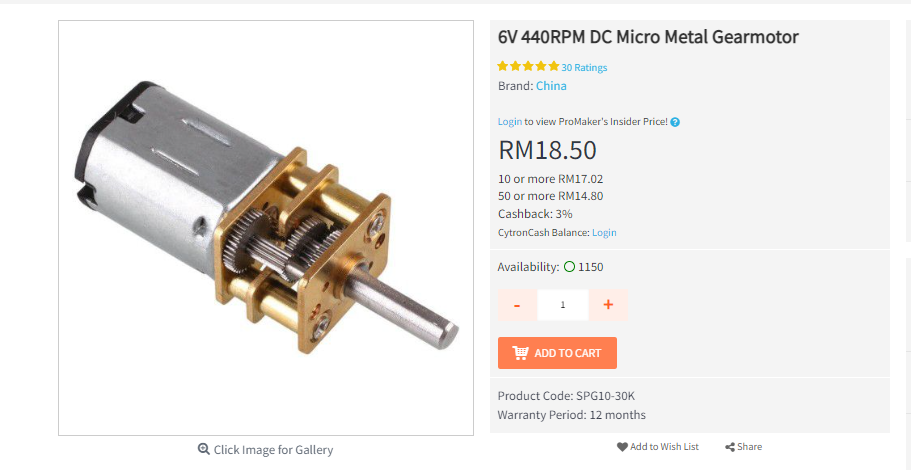 6V 440RPM DC Micro Metal Gearmotor
30 Ratings
Brand: China
Login to view ProMaker's Insider Price! ?
RM18.50
10 or more RM17.02
50 or more RM14.80
Cashback: 3%
CytronCash Balance: Login
Availability: 1150
- 1 +
ADD TO CART
Product Code: SPG10-30K
Warranty Period: 12 months
Click Image for Gallery
Add to Wish List Share